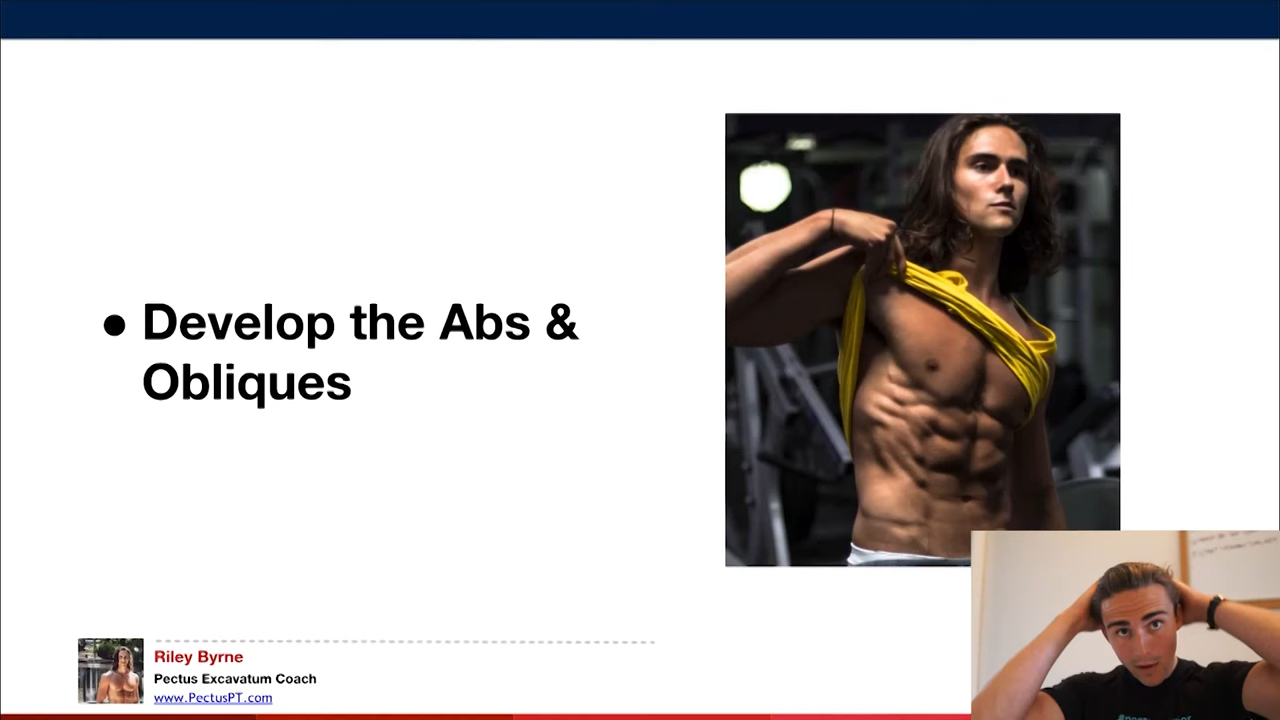 ● Develop the Abs &
Obliques
Riley Byrne
Pectus Excavatum Coach
www.PectusPT.com